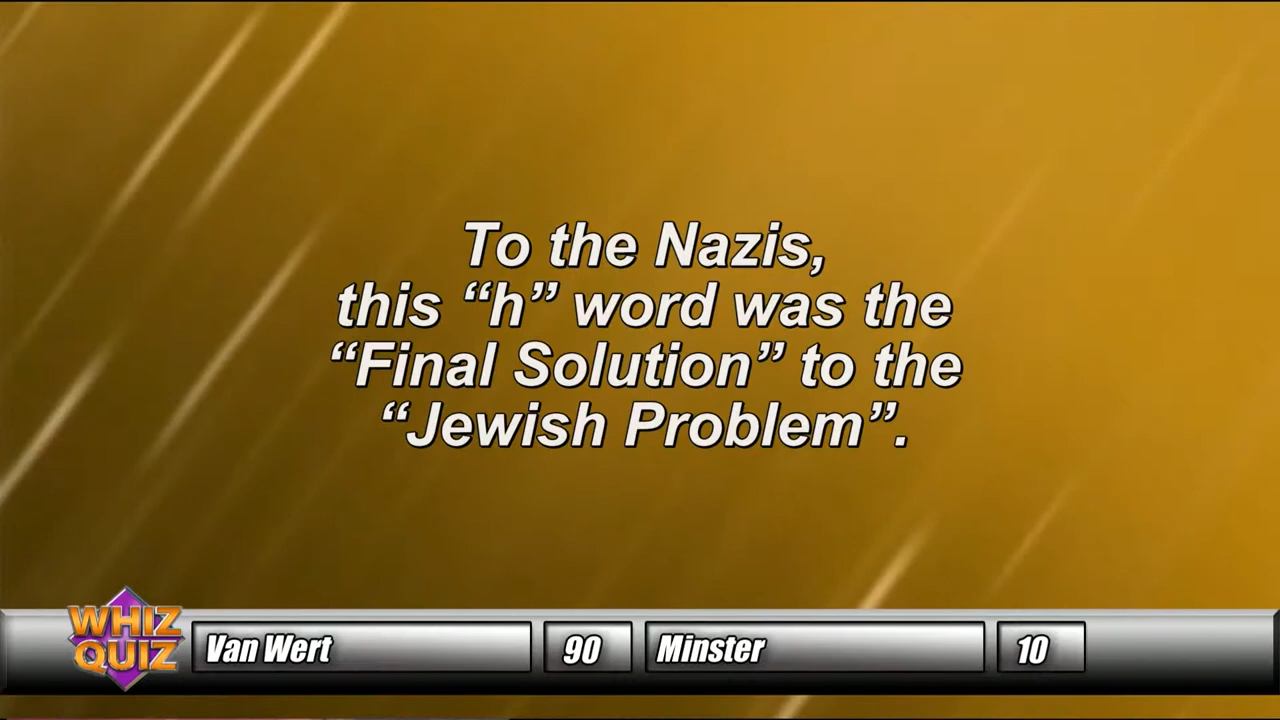 To the Nazis,
this “h” word was the
“Final Solution” to the
“Jewish Problem”.
WHIZ
QUIZ
Van Wert
90
Minster
10